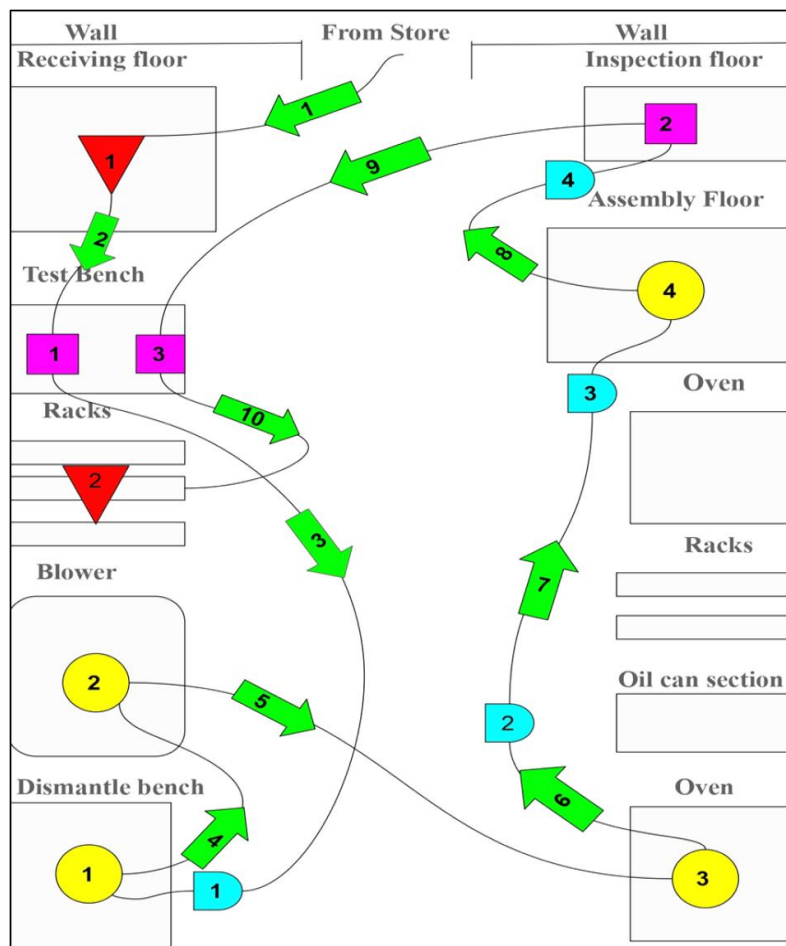 Wall
From Store
Wall
Receiving floor
Inspection floor
1
2
1
9
4
2
Assembly Floor
8
4
Test Bench
1
3
3
Oven
Racks
10
2
3
Racks
Blower
7
2
5
Oil can section
2
Dismantle bench
6
Oven
4
1
1
3